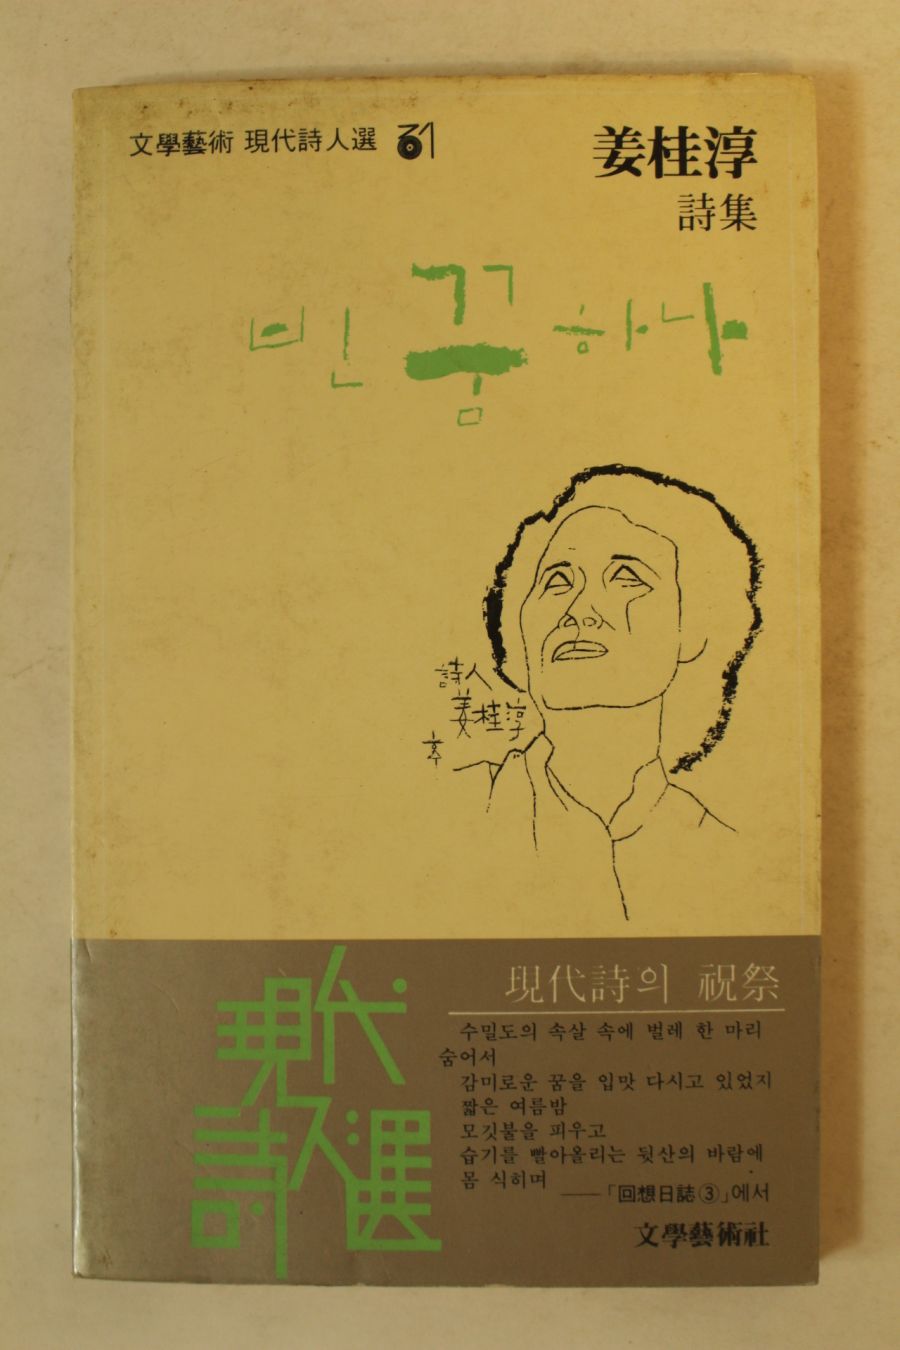 文學藝術 現代詩人選 31
姜桂淳
詩集
빈 꿈 하나
詩人
姜桂淳
現代
詩人選
現代詩의 祝祭
수밀도의 속살 속에 벌레 한 마리
숨어서
감미로운 꿈을 입맛 다시고 있었지
짧은 여름밤
모깃불을 피우고
습기를 빨아올리는 뒷산의 바람에
몸 식히며
──「回想日誌③」에서
文學藝術社